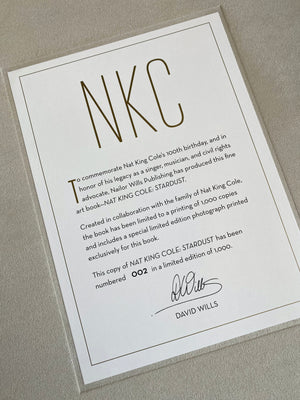 NKC
To commemorate Nat King Cole's 100th birthday, and in
honor of his legacy as a singer, musician, and civil rights
advocate, Nailor Wills Publishing has produced this fine
art book–NAT KING COLE: STARDUST.
Created in collaboration with the family of Nat King Cole,
the book has been limited to a printing of 1,000 copies
and includes a special limited edition photograph printed
exclusively for this book.
This copy of NAT KING COLE: STARDUST has been
numbered 002 in a limited edition of 1,000.
DAVID WILLS